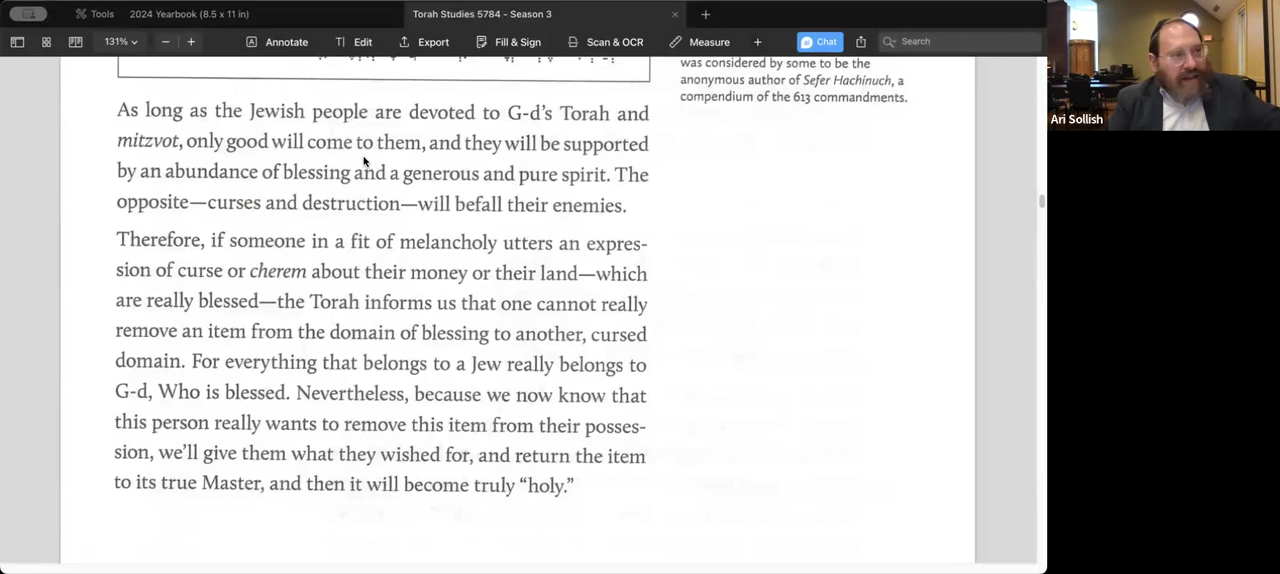 Tools
2024 Yearbook (8.5 x 11 in)
Torah Studies 5784 - Season 3
131%
Annotate
Edit
Export
Fill & Sign
Scan & OCR
Measure
Chat
Search
was considered by some to be the
anonymous author of Sefer Hachinuch, a
compendium of the 613 commandments.
As long as the Jewish people are devoted to G-d's Torah and
mitzvot, only good will come to them, and they will be supported
by an abundance of blessing and a generous and pure spirit. The
opposite—curses and destruction—will befall their enemies.
Therefore, if someone in a fit of melancholy utters an expres-
sion of curse or cherem about their money or their land—which
are really blessed—the Torah informs us that one cannot really
remove an item from the domain of blessing to another, cursed
domain. For everything that belongs to a Jew really belongs to
G-d, Who is blessed. Nevertheless, because we now know that
this person really wants to remove this item from their posses-
sion, we'll give them what they wished for, and return the item
to its true Master, and then it will become truly "holy."
Ari Sollish